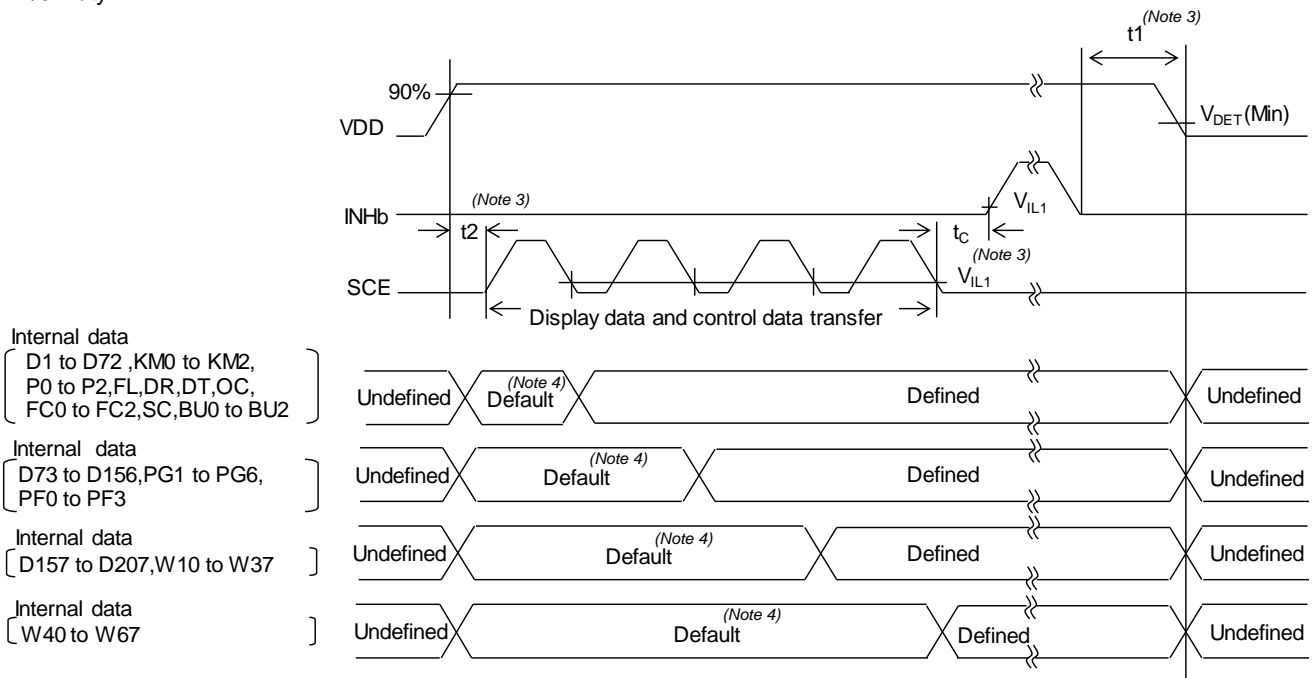 t1(Note 3)
90%
VDD
VDET(Min)
(Note 3)
INHb
VIL1
t2
tC
(Note 3)
VIL1
SCE
Display data and control data transfer
Internal data
D1 to D72 ,KM0 to KM2,
P0 to P2,FL,DR,DT,OC,
FC0 to FC2,SC,BU0 to BU2
Undefined
(Note 4)
Default
Defined
Undefined
Internal data
D73 to D156,PG1 to PG6,
PF0 to PF3
Undefined
(Note 4)
Default
Defined
Undefined
Internal data
D157 to D207,W10 to W37
Undefined
(Note 4)
Default
Defined
Undefined
Internal data
W40 to W67
Undefined
(Note 4)
Default
Defined
Undefined